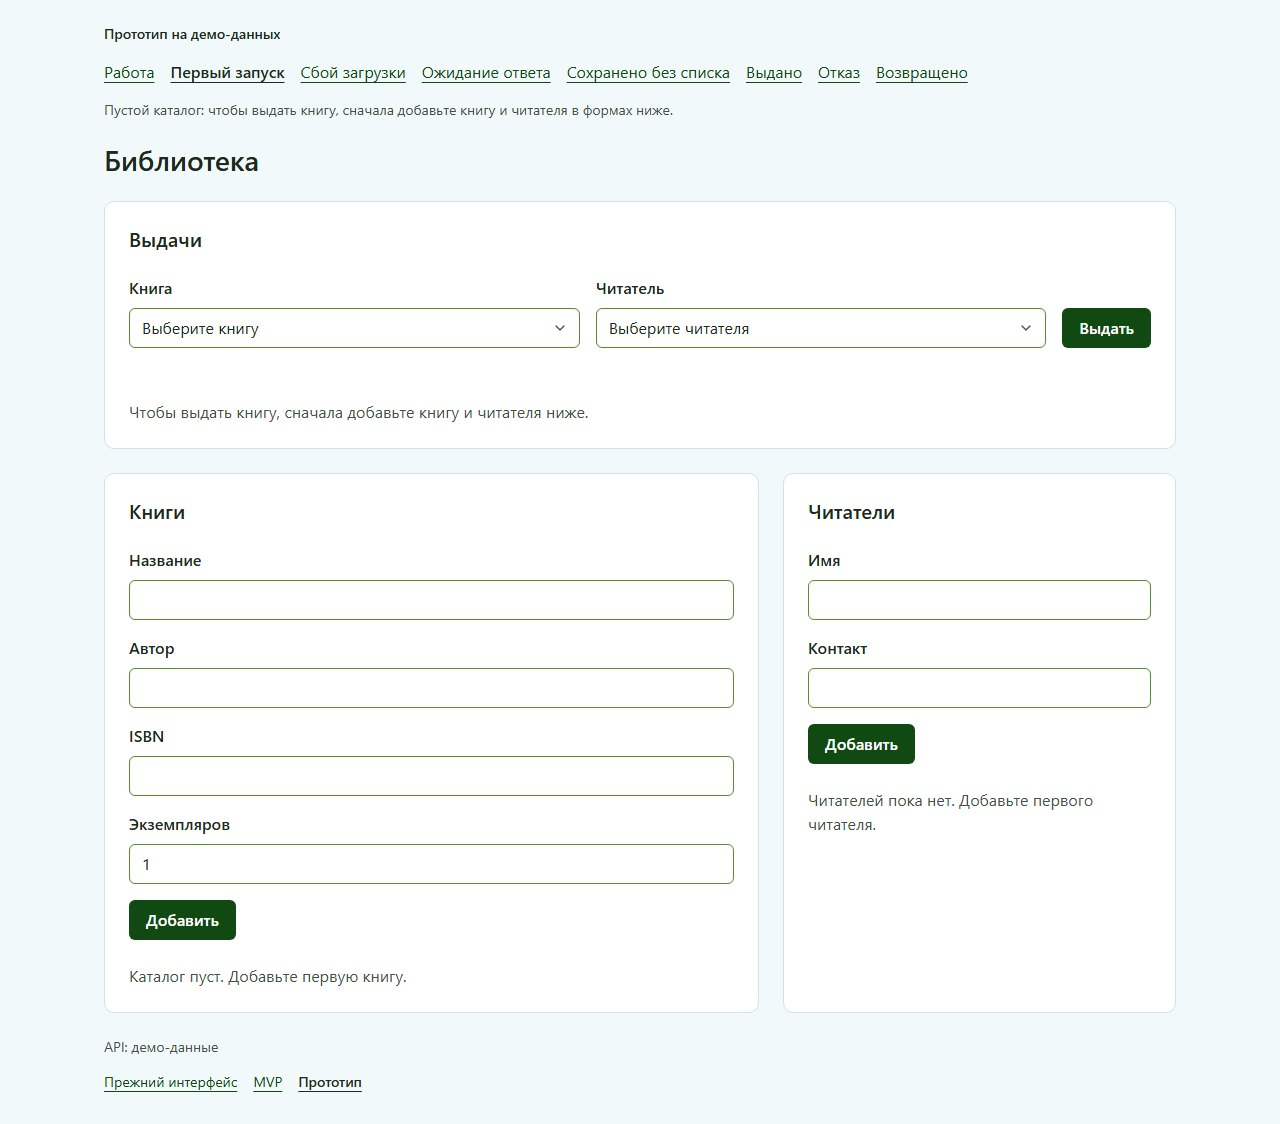 Прототип на демо-данных
Работа Первый запуск Сбой загрузки Ожидание ответа Сохранено без списка Выдано Отказ Возвращено
Пустой каталог: чтобы выдать книгу, сначала добавьте книгу и читателя в формах ниже.
Библиотека
Выдачи
Книга Читатель
Выберите книгу Выберите читателя Выдать
Чтобы выдать книгу, сначала добавьте книгу и читателя ниже.
Книги
Название
Автор
ISBN
Экземпляров
1
Добавить
Каталог пуст. Добавьте первую книгу.
Читатели
Имя
Контакт
Добавить
Читателей пока нет. Добавьте первого
читателя.
API: демо-данные
Прежний интерфейс MVP Прототип